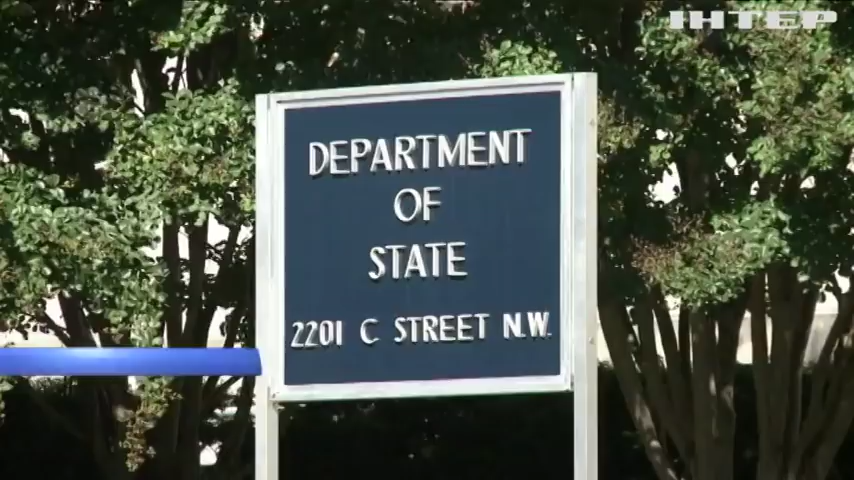 ІНТЕР
DEPARTMENT
OF
STATE
2201 C STREET N.W.